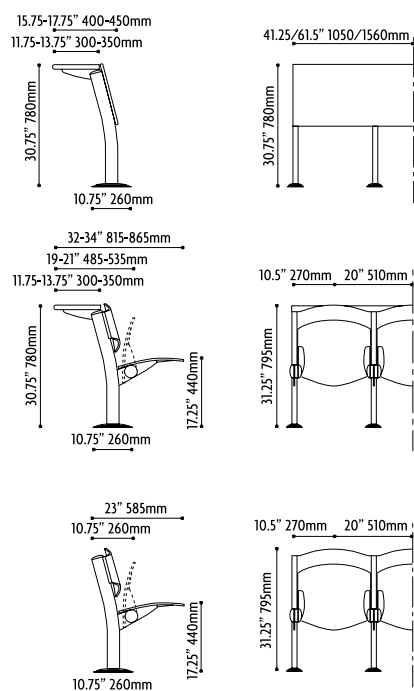 15.75-17.75” 400-450mm
11.75-13.75” 300-350mm
30.75” 780mm
10.75” 260mm
41.25/61.5” 1050/1560mm
30.75” 780mm
32-34” 815-865mm
19-21” 485-535mm
11.75-13.75” 300-350mm
30.75” 780mm
17.25” 440mm
10.75” 260mm
10.5” 270mm
20” 510mm
31.25” 795mm
23” 585mm
10.75” 260mm
17.25” 440mm
10.75” 260mm
10.5” 270mm
20” 510mm
31.25” 795mm